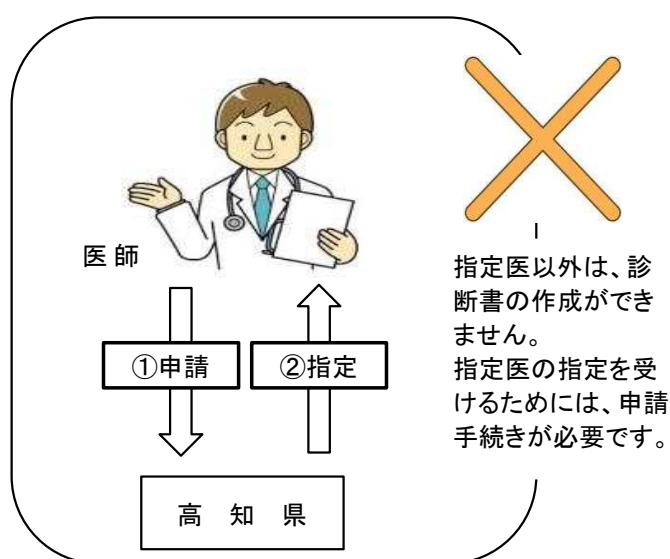 医師
①申請
②指定
高知県
指定医以外は、診
断書の作成ができ
ません。
指定医の指定を受
けるためには、申請
手続きが必要です。